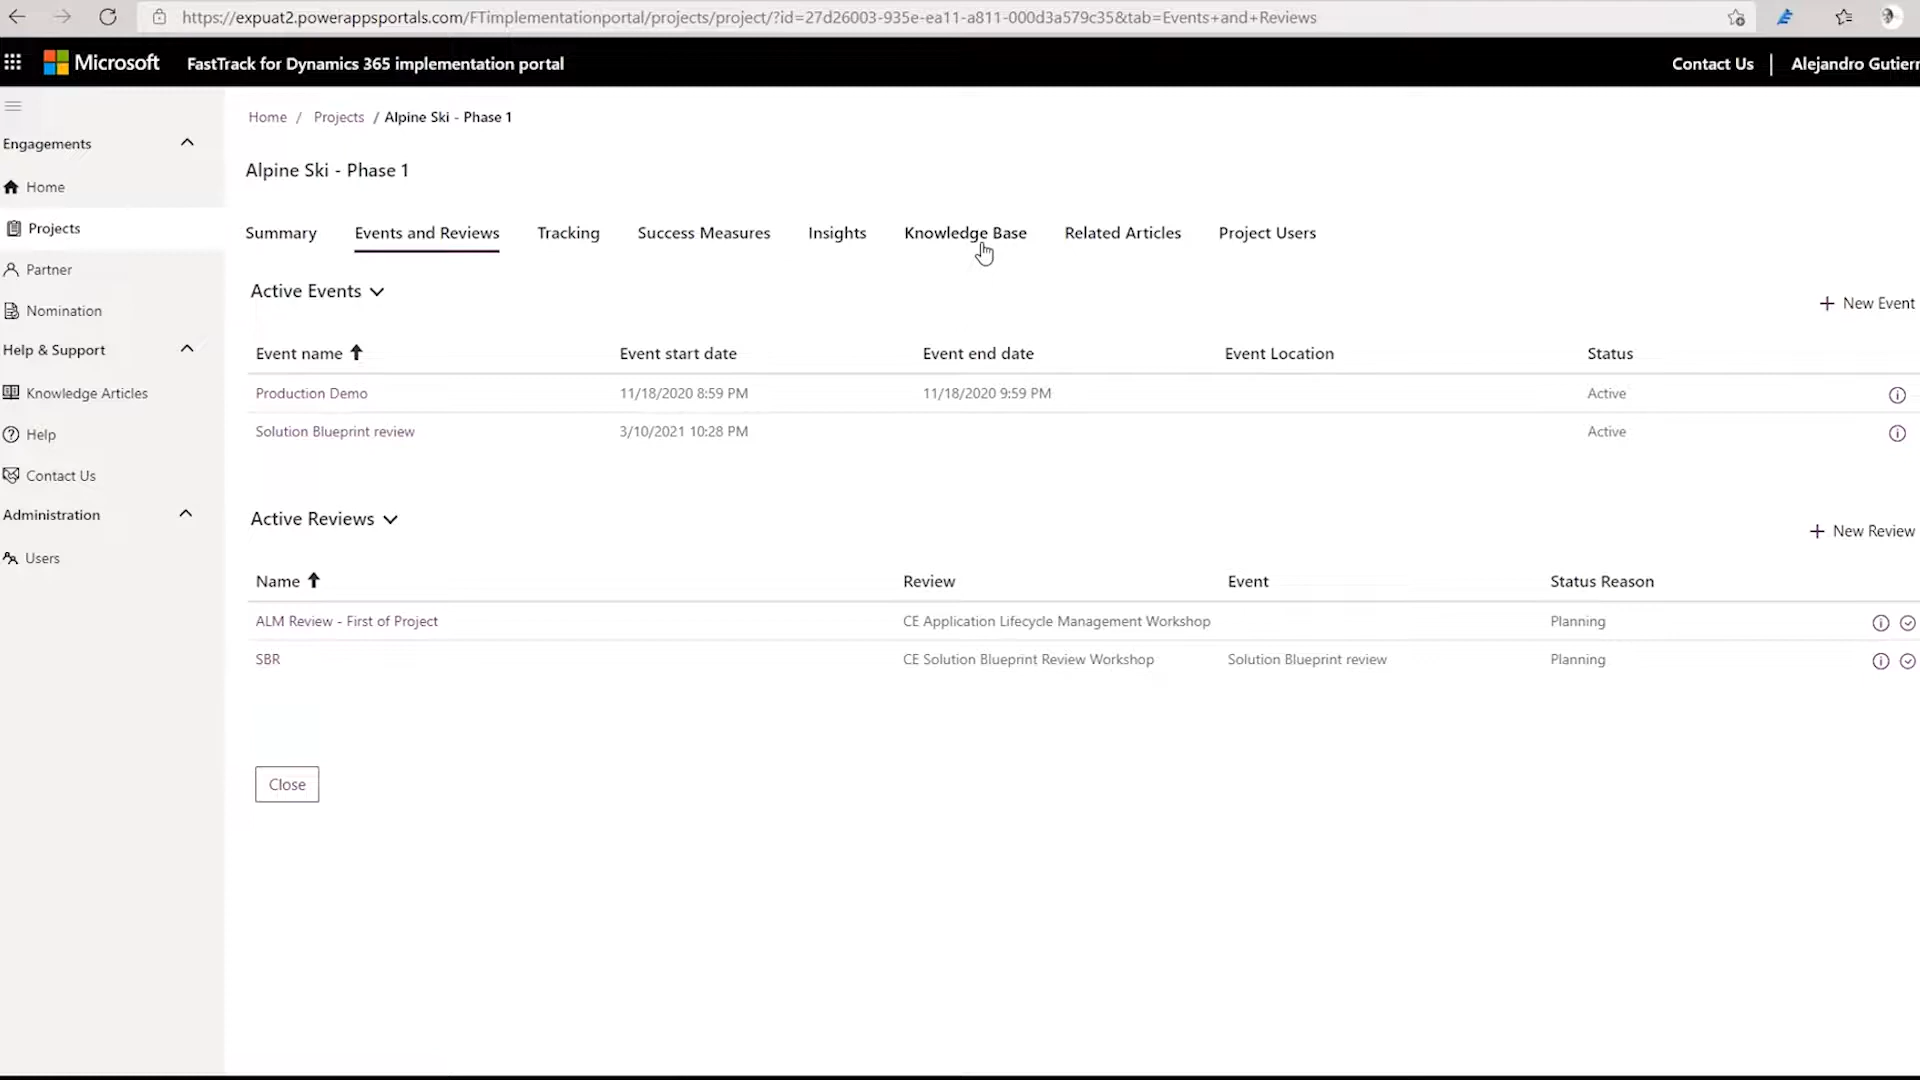 https://expuat2.powerappsportals.com/FTimplementationportal/projects/project/?id=27d26003-935e-ea11-a811-000d3a579c35&tab=Events+and+Reviews
Microsoft FastTrack for Dynamics 365 implementation portal Contact Us | Alejandro Gutierr
Engagements
Home
Projects
Partner
Nomination
Help & Support
Knowledge Articles
Help
Contact Us
Administration
Users
Home / Projects / Alpine Ski - Phase 1
Alpine Ski - Phase 1
Summary Events and Reviews Tracking Success Measures Insights Knowledge Base Related Articles Project Users
Active Events
+ New Event
Event name Event start date Event end date Event Location Status
Production Demo 11/18/2020 8:59 PM 11/18/2020 9:59 PM Active
Solution Blueprint review 3/10/2021 10:28 PM Active
Active Reviews
+ New Review
Name Review Event Status Reason
ALM Review - First of Project CE Application Lifecycle Management Workshop Planning
SBR CE Solution Blueprint Review Workshop Solution Blueprint review Planning
Close